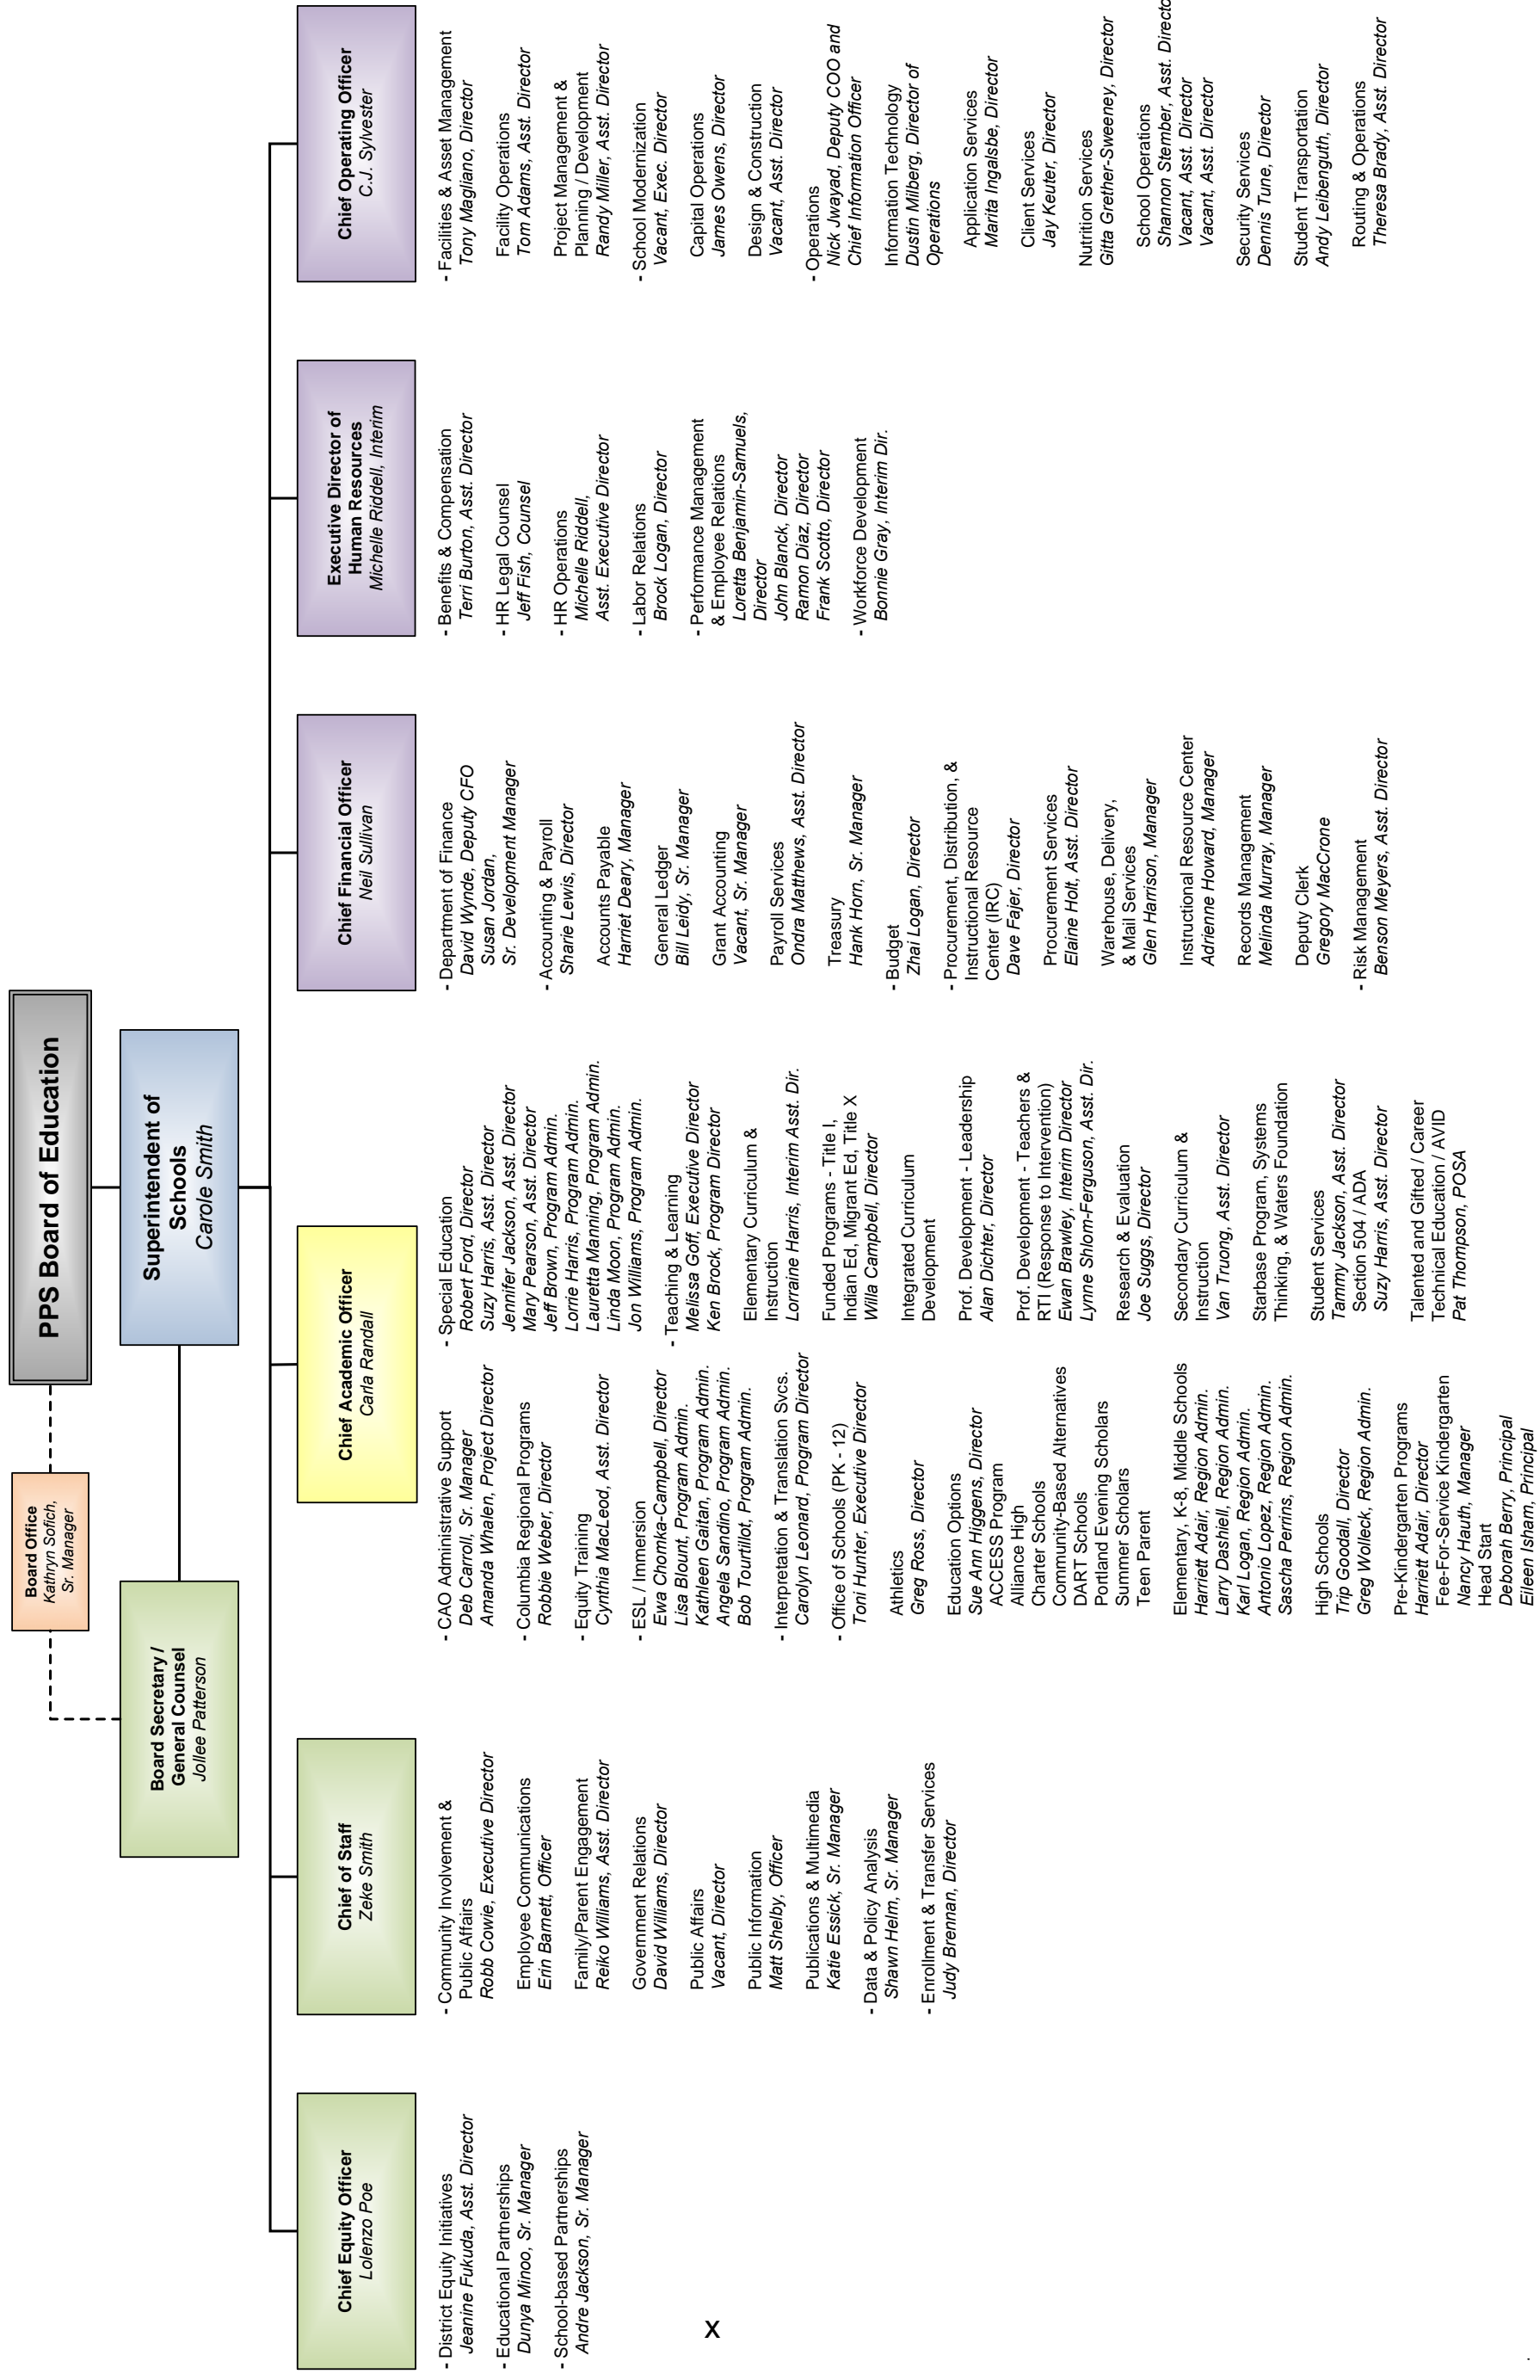 PPS Board of Education
Board Office
Kathryn Sofich,
Sr. Manager
Superintendent of
Schools
Carole Smith
Board Secretary /
General Counsel
Jollee Patterson
Chief Equity Officer
Lolenzo Poe
- District Equity Initiatives
Jeanine Fukuda, Asst. Director
- Educational Partnerships
Dunya Minoo, Sr. Manager
- School-based Partnerships
Andre Jackson, Sr. Manager
Chief of Staff
Zeke Smith
- Community Involvement &
Public Affairs
Robb Cowie, Executive Director
Employee Communications
Erin Barnett, Officer
Family/Parent Engagement
Reiko Williams, Asst. Director
Government Relations
David Williams, Director
Public Affairs
Vacant, Director
Public Information
Matt Shelby, Officer
Publications & Multimedia
Katie Essick, Sr. Manager
- Data & Policy Analysis
Shawn Helm, Sr. Manager
- Enrollment & Transfer Services
Judy Brennan, Director
Chief Academic Officer
Carla Randall
- CAO Administrative Support
Deb Carroll, Sr. Manager
Amanda Whalen, Project Director
- Columbia Regional Programs
Robbie Weber, Director
- Equity Training
Cynthia MacLeod, Asst. Director
- ESL / Immersion
Ewa Chomka-Campbell, Director
Lisa Blount, Program Admin.
Kathleen Gaitan, Program Admin.
Angela Sandino, Program Admin.
Bob Tourtillot, Program Admin.
- Interpretation & Translation Svcs.
Carolyn Leonard, Program Director
- Office of Schools (PK - 12)
Toni Hunter, Executive Director
Athletics
Greg Ross, Director
Education Options
Sue Ann Higgens, Director
ACCESS Program
Alliance High
Charter Schools
Community-Based Alternatives
DART Schools
Portland Evening Scholars
Summer Scholars
Teen Parent
Elementary, K-8, Middle Schools
Harriett Adair, Region Admin.
Larry Dashiell, Region Admin.
Karl Logan, Region Admin.
Antonio Lopez, Region Admin.
Sascha Perrins, Region Admin.
High Schools
Trip Goodall, Director
Greg Wolleck, Region Admin.
Pre-Kindergarten Programs
Harriett Adair, Director
Fee-For-Service Kindergarten
Nancy Hauth, Manager
Head Start
Deborah Berry, Principal
Eileen Isham, Principal
- Special Education
Robert Ford, Director
Suzy Harris, Asst. Director
Jennifer Jackson, Asst. Director
Mary Pearson, Asst. Director
Jeff Brown, Program Admin.
Lorrie Harris, Program Admin.
Lauretta Manning, Program Admin.
Linda Moon, Program Admin.
Jon Williams, Program Admin.
- Teaching & Learning
Melissa Goff, Executive Director
Ken Brock, Program Director
Elementary Curriculum &
Instruction
Lorraine Harris, Interim Asst. Dir.
Funded Programs - Title I,
Indian Ed, Migrant Ed, Title X
Willa Campbell, Director
Integrated Curriculum
Development
Prof. Development - Leadership
Alan Dichter, Director
Prof. Development - Teachers &
RTI (Response to Intervention)
Ewan Brawley, Interim Director
Lynne Shlom-Ferguson, Asst. Dir.
Research & Evaluation
Joe Suggs, Director
Secondary Curriculum &
Instruction
Van Truong, Asst. Director
Starbase Program, Systems
Thinking, & Waters Foundation
Student Services
Tammy Jackson, Asst. Director
Section 504 / ADA
Suzy Harris, Asst. Director
Talented and Gifted / Career
Technical Education / AVID
Pat Thompson, POSA
Chief Financial Officer
Neil Sullivan
- Department of Finance
David Wynde, Deputy CFO
Susan Jordan,
Sr. Development Manager
- Accounting & Payroll
Sharie Lewis, Director
Accounts Payable
Harriet Deary, Manager
General Ledger
Bill Leidy, Sr. Manager
Grant Accounting
Vacant, Sr. Manager
Payroll Services
Ondra Matthews, Asst. Director
Treasury
Hank Horn, Sr. Manager
- Budget
Zhai Logan, Director
- Procurement, Distribution, &
Instructional Resource
Center (IRC)
Dave Fajer, Director
Procurement Services
Elaine Holt, Asst. Director
Warehouse, Delivery,
& Mail Services
Glen Harrison, Manager
Instructional Resource Center
Adrienne Howard, Manager
Records Management
Melinda Murray, Manager
Deputy Clerk
Gregory MacCrone
- Risk Management
Benson Meyers, Asst. Director
Executive Director of
Human Resources
Michelle Riddell, Interim
- Benefits & Compensation
Terri Burton, Asst. Director
- HR Legal Counsel
Jeff Fish, Counsel
- HR Operations
Michelle Riddell,
Asst. Executive Director
- Labor Relations
Brock Logan, Director
- Performance Management
& Employee Relations
Loretta Benjamin-Samuels,
Director
John Blanck, Director
Ramon Diaz, Director
Frank Scotto, Director
- Workforce Development
Bonnie Gray, Interim Dir.
Chief Operating Officer
C.J. Sylvester
- Facilities & Asset Management
Tony Magliano, Director
Facility Operations
Tom Adams, Asst. Director
Project Management &
Planning / Development
Randy Miller, Asst. Director
- School Modernization
Vacant, Exec. Director
Capital Operations
James Owens, Director
Design & Construction
Vacant, Asst. Director
- Operations
Nick Jwayad, Deputy COO and
Chief Information Officer
Information Technology
Dustin Milberg, Director of
Operations
Application Services
Marita Ingalsbe, Director
Client Services
Jay Keuter, Director
Nutrition Services
Gitta Grether-Sweeney, Director
School Operations
Shannon Stember, Asst. Directo
Vacant, Asst. Director
Vacant, Asst. Director
Security Services
Dennis Tune, Director
Student Transportation
Andy Leibenguth, Director
Routing & Operations
Theresa Brady, Asst. Director
x